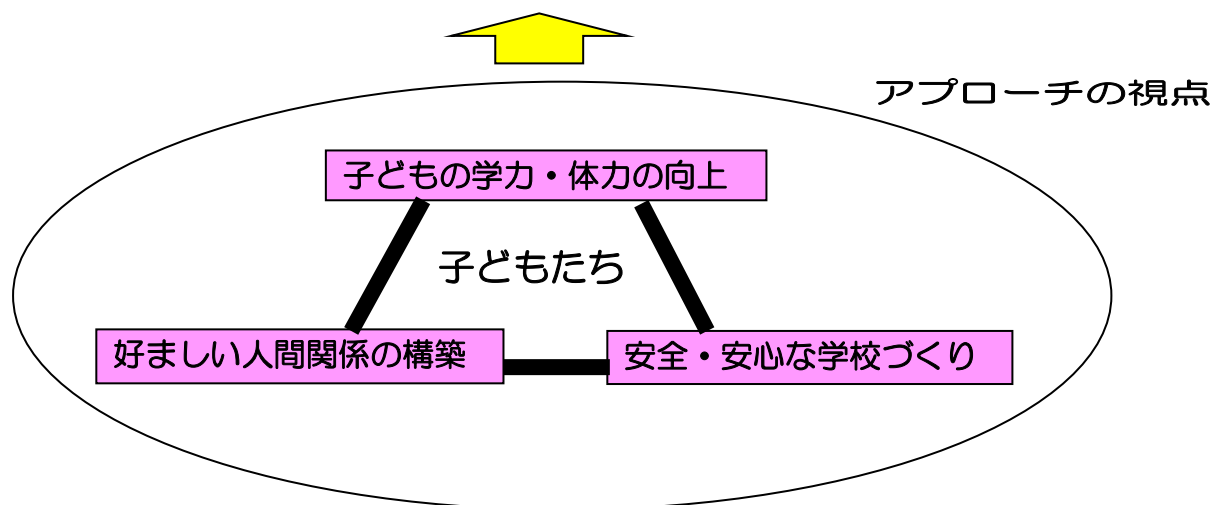 アプローチの視点
子どもの学力・体力の向上
子どもたち
好ましい人間関係の構築
安全・安心な学校づくり